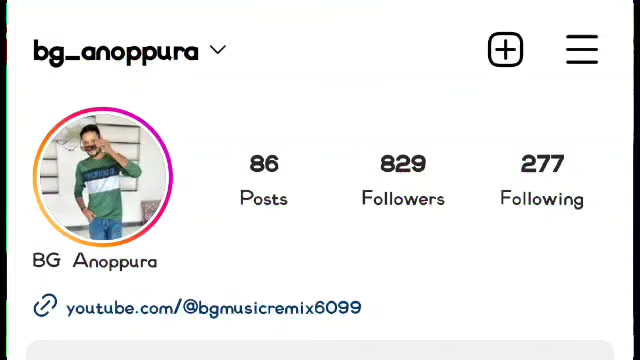 bg_anoppura
86 829 277
Posts Followers Following
BG Anoppura
youtube.com/@bgmusicremix6099